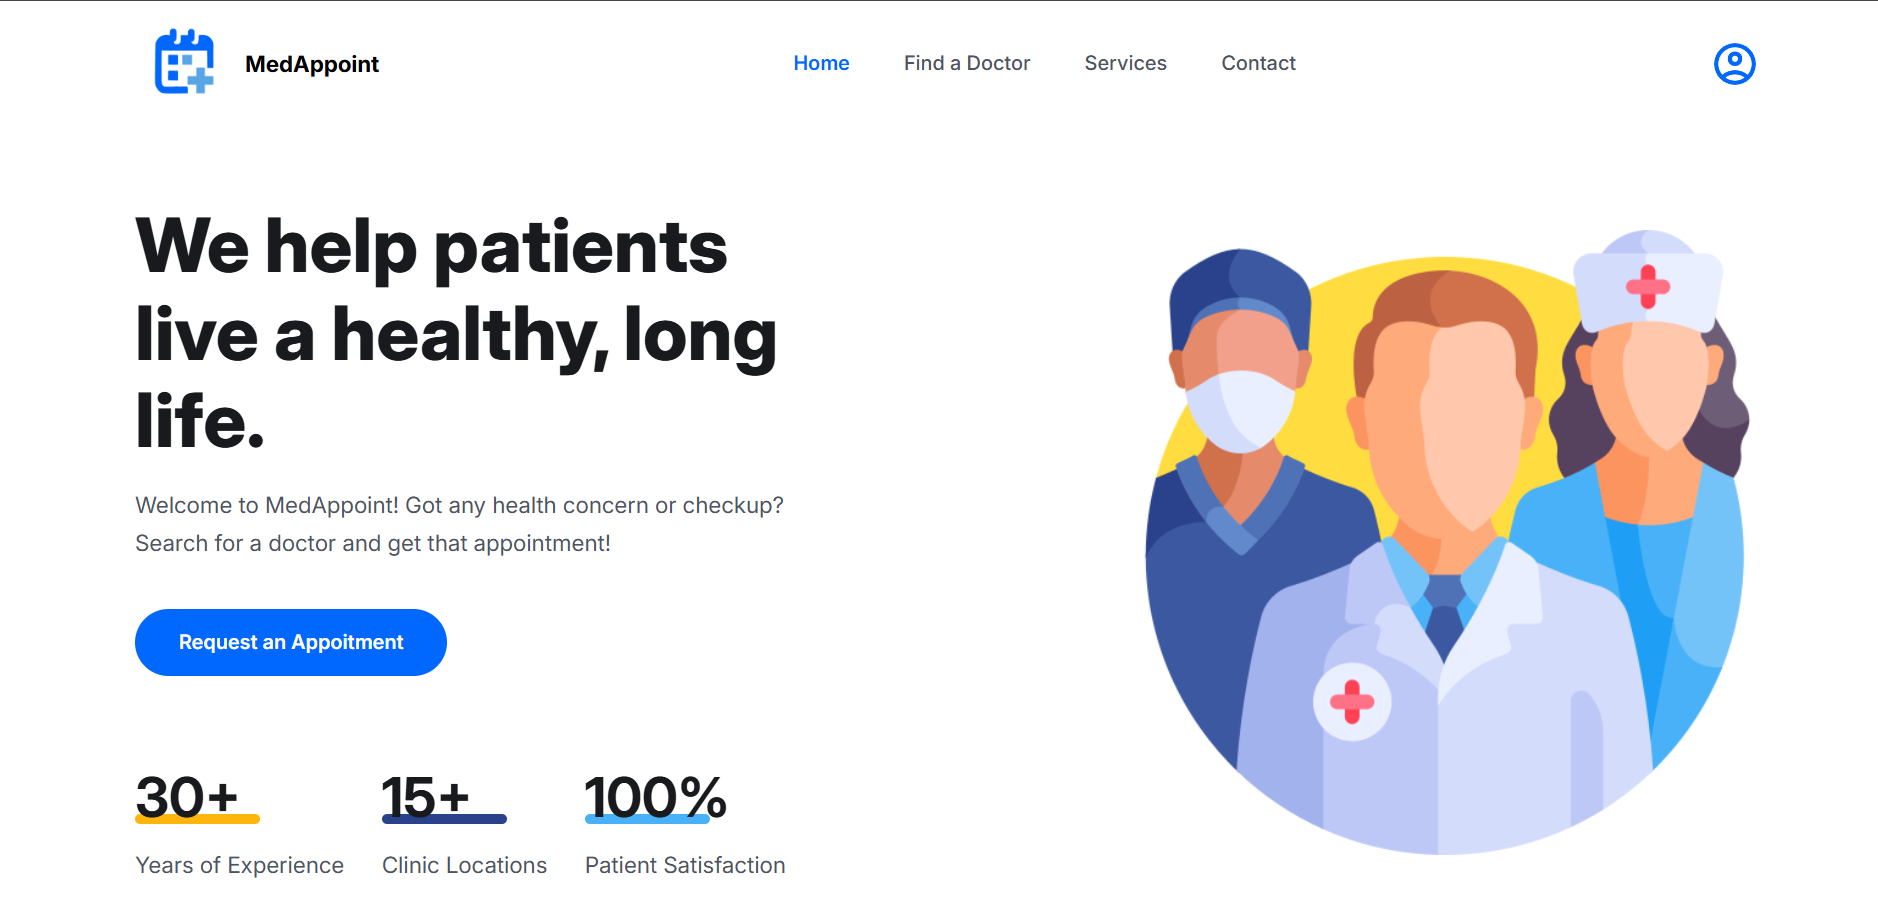 MedAppoint
Home
Find a Doctor
Services
Contact
We help patients
live a healthy, long
life.
Welcome to MedAppoint! Got any health concern or checkup?
Search for a doctor and get that appointment!
Request an Appoitment
30+
Years of Experience
15+
Clinic Locations
100%
Patient Satisfaction